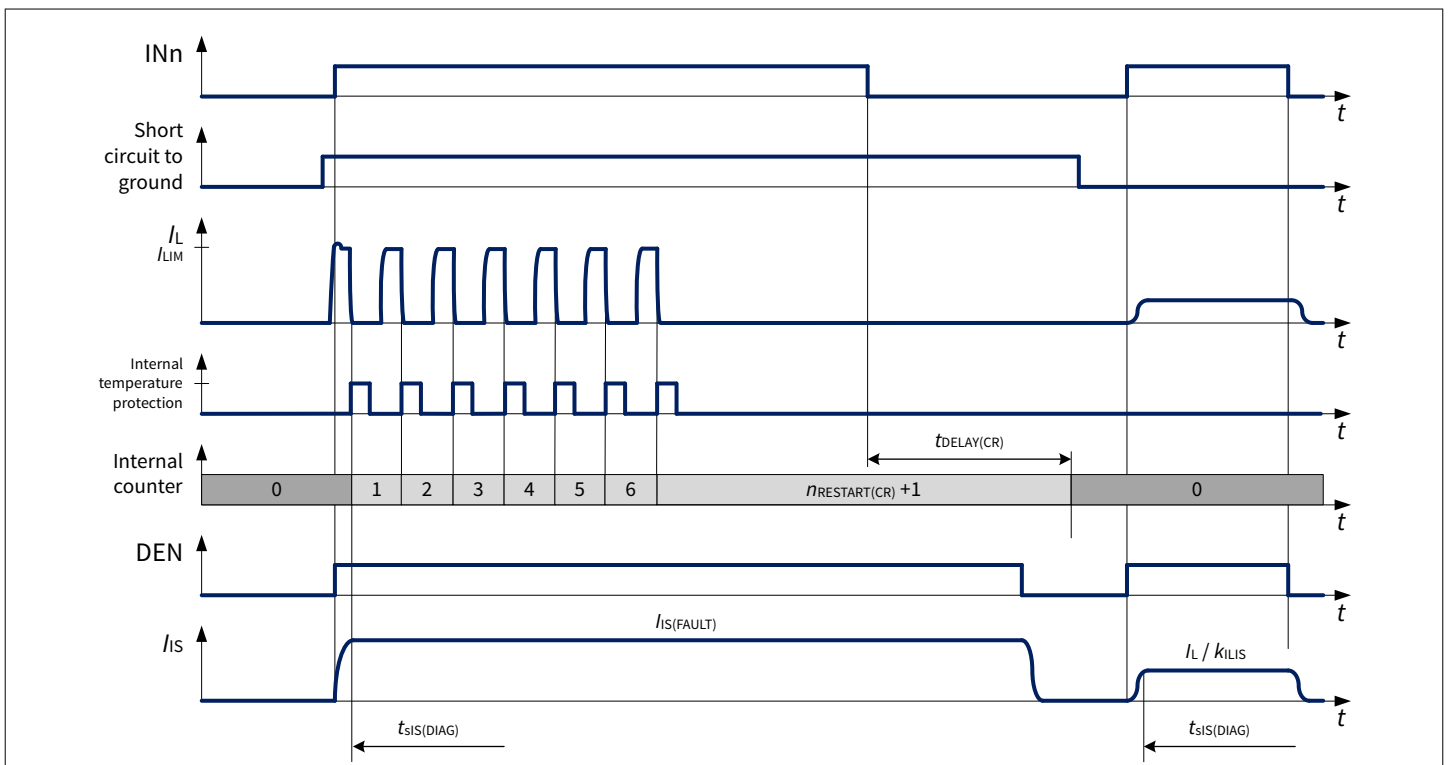 INn
t
Short
circuit to
ground
t
IL
ILIM
t
Internal
temperature
protection
t
tDELAY(CR)
Internal
counter
0 1 2 3 4 5 6 nRESTART(CR) +1 0
t
DEN
t
IIS(FAULT)
IIS
IL / kILIS
t
tsIS(DIAG) tsIS(DIAG)